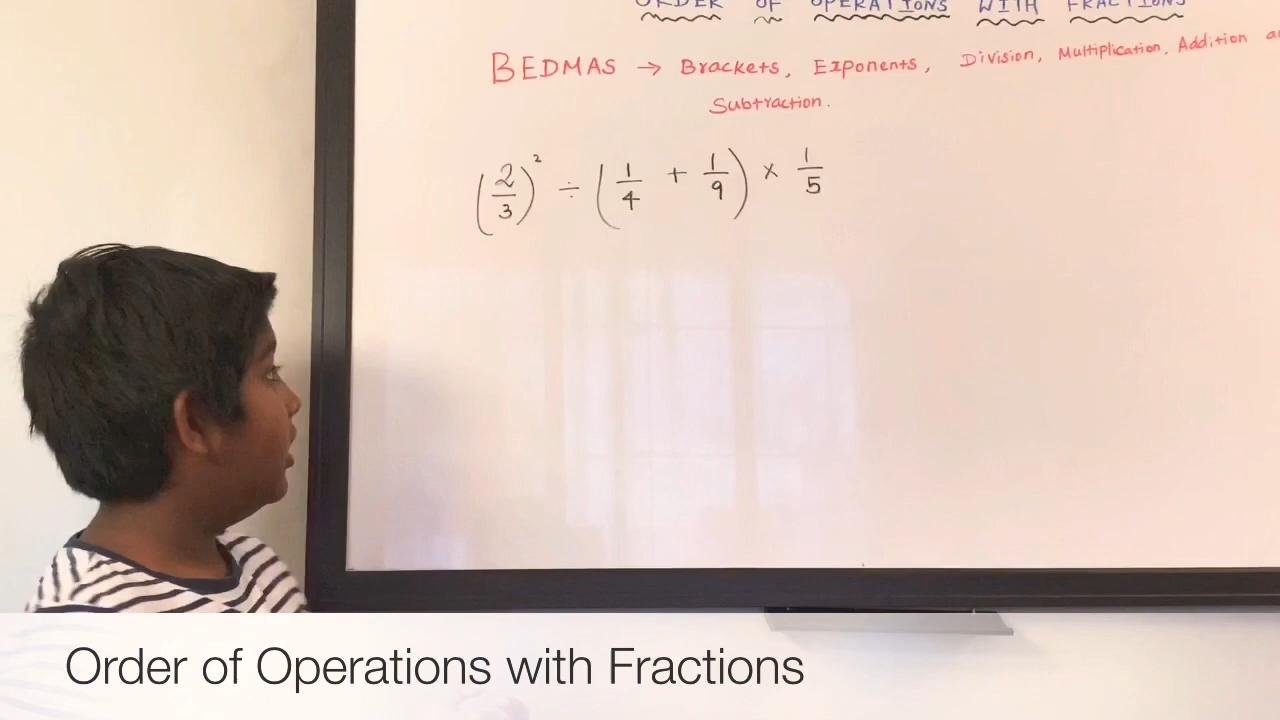 ORDER OF OPERATIONS WITH FRACTIONS
BEDMAS → Brackets, Exponents, Division, Multiplication, Addition
Subtraction.
(2/3)² ÷ (1/4 + 1/9) × 1/5
Order of Operations with Fractions